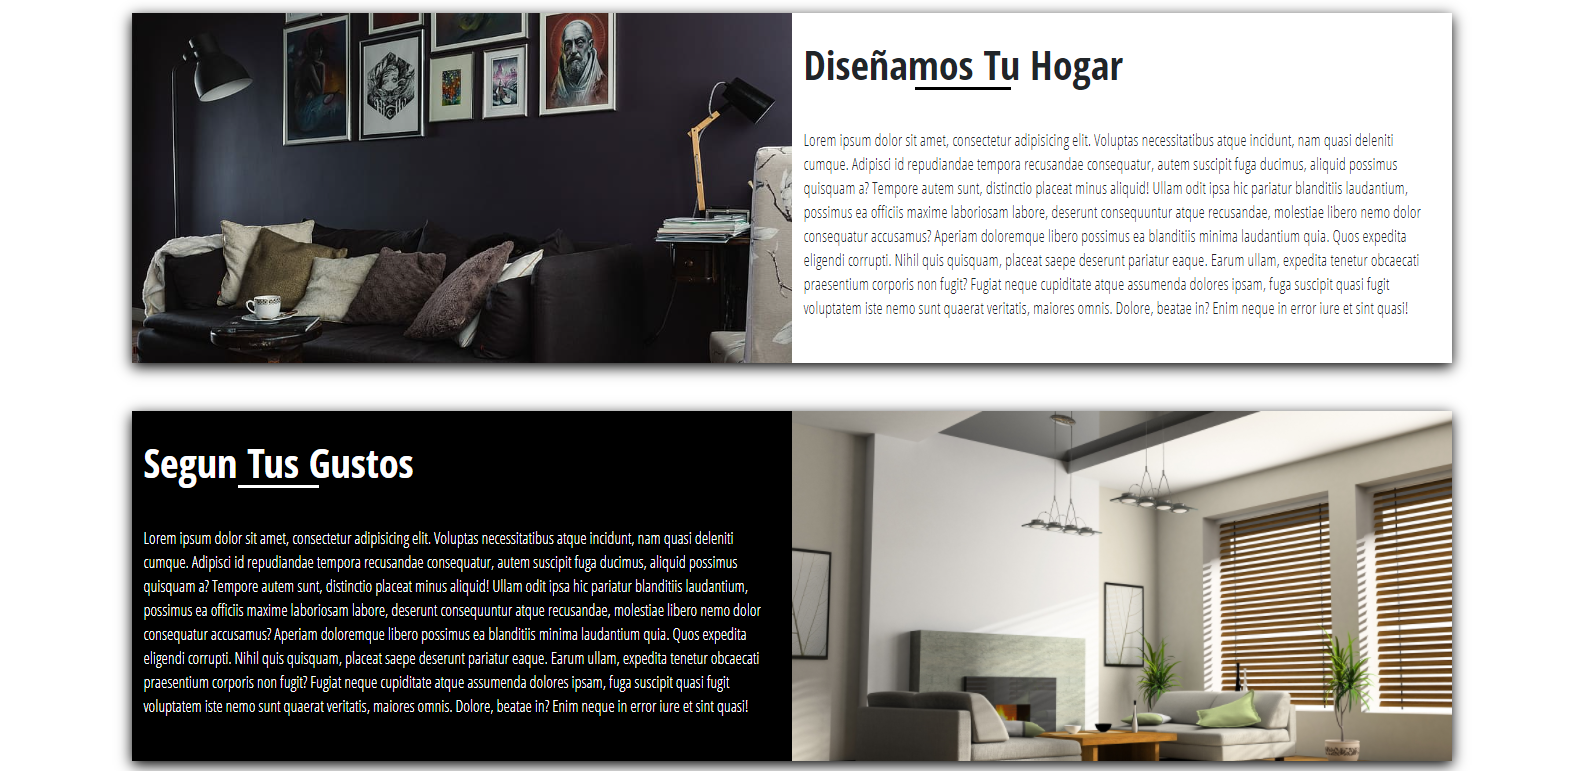 Diseñamos Tu Hogar
Lorem ipsum dolor sit amet, consectetur adipisicing elit. Voluptas necessitatibus atque incidunt, nam quasi deleniti
cumque. Adipisci id repudiandae tempora recusandae consequatur, autem suscipit fuga ducimus, aliquid possimus
quisquam a? Tempore autem sunt, distinctio placeat minus aliquid! Ullam odit ipsa hic pariatur blanditiis laudantium,
possimus ea officiis maxime laboriosam labore, deserunt consequuntur atque recusandae, molestiae libero nemo dolor
consequatur accusamus? Aperiam doloremque libero possimus ea blanditiis minima laudantium quia. Quos expedita
eligendi corrupti. Nihil quis quisquam, placeat saepe deserunt pariatur eaque. Earum ullam, expedita tenetur obcaecati
praesentium corporis non fugit? Fugiat neque cupiditate atque assumenda dolores ipsam, fuga suscipit quasi fugit
voluptatem iste nemo sunt quaerat veritatis, maiores omnis. Dolore, beatae in? Enim neque in error iure et sint quasi!
Segun Tus Gustos
Lorem ipsum dolor sit amet, consectetur adipisicing elit. Voluptas necessitatibus atque incidunt, nam quasi deleniti
cumque. Adipisci id repudiandae tempora recusandae consequatur, autem suscipit fuga ducimus, aliquid possimus
quisquam a? Tempore autem sunt, distinctio placeat minus aliquid! Ullam odit ipsa hic pariatur blanditiis laudantium,
possimus ea officiis maxime laboriosam labore, deserunt consequuntur atque recusandae, molestiae libero nemo dolor
consequatur accusamus? Aperiam doloremque libero possimus ea blanditiis minima laudantium quia. Quos expedita
eligendi corrupti. Nihil quis quisquam, placeat saepe deserunt pariatur eaque. Earum ullam, expedita tenetur obcaecati
praesentium corporis non fugit? Fugiat neque cupiditate atque assumenda dolores ipsam, fuga suscipit quasi fugit
voluptatem iste nemo sunt quaerat veritatis, maiores omnis. Dolore, beatae in? Enim neque in error iure et sint quasi!